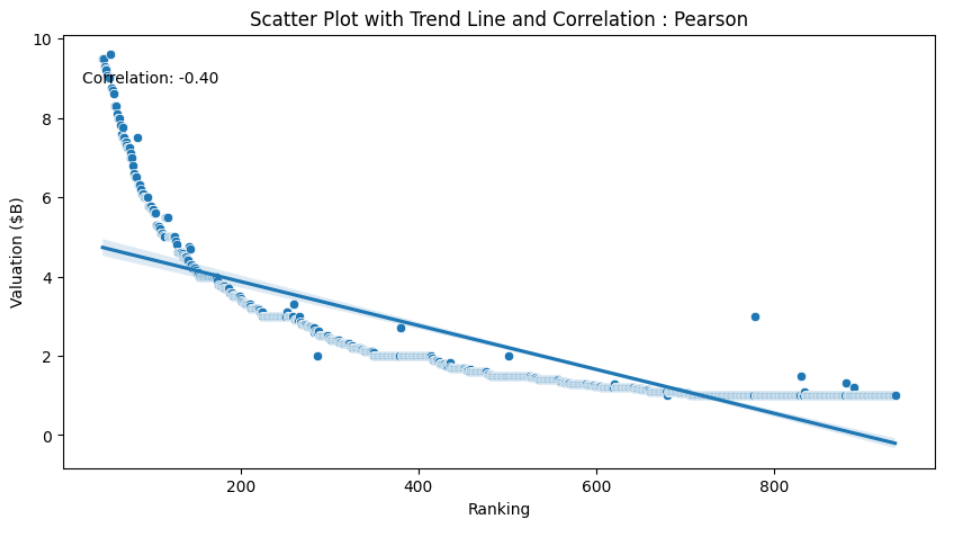 Scatter Plot with Trend Line and Correlation : Pearson
10
Correlation: -0.40
8
6
4
2
0
Valuation ($B)
200
400
600
800
Ranking